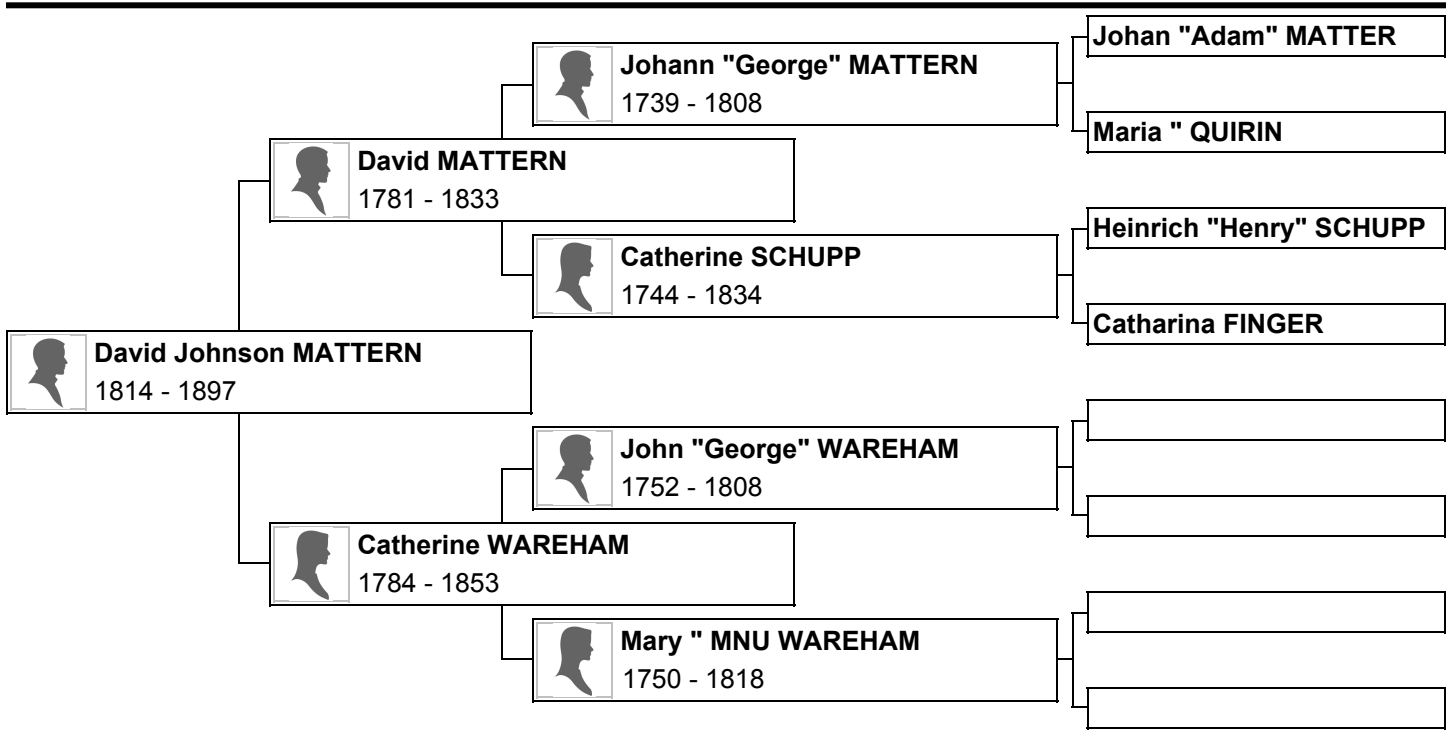 Johan "Adam" MATTER
Johann "George" MATTERN
1739 - 1808
Maria " QUIRIN
David MATTERN
1781 - 1833
Heinrich "Henry" SCHUPP
Catherine SCHUPP
1744 - 1834
Catharina FINGER
David Johnson MATTERN
1814 - 1897
John "George" WAREHAM
1752 - 1808
Catherine WAREHAM
1784 - 1853
Mary " MNU WAREHAM
1750 - 1818